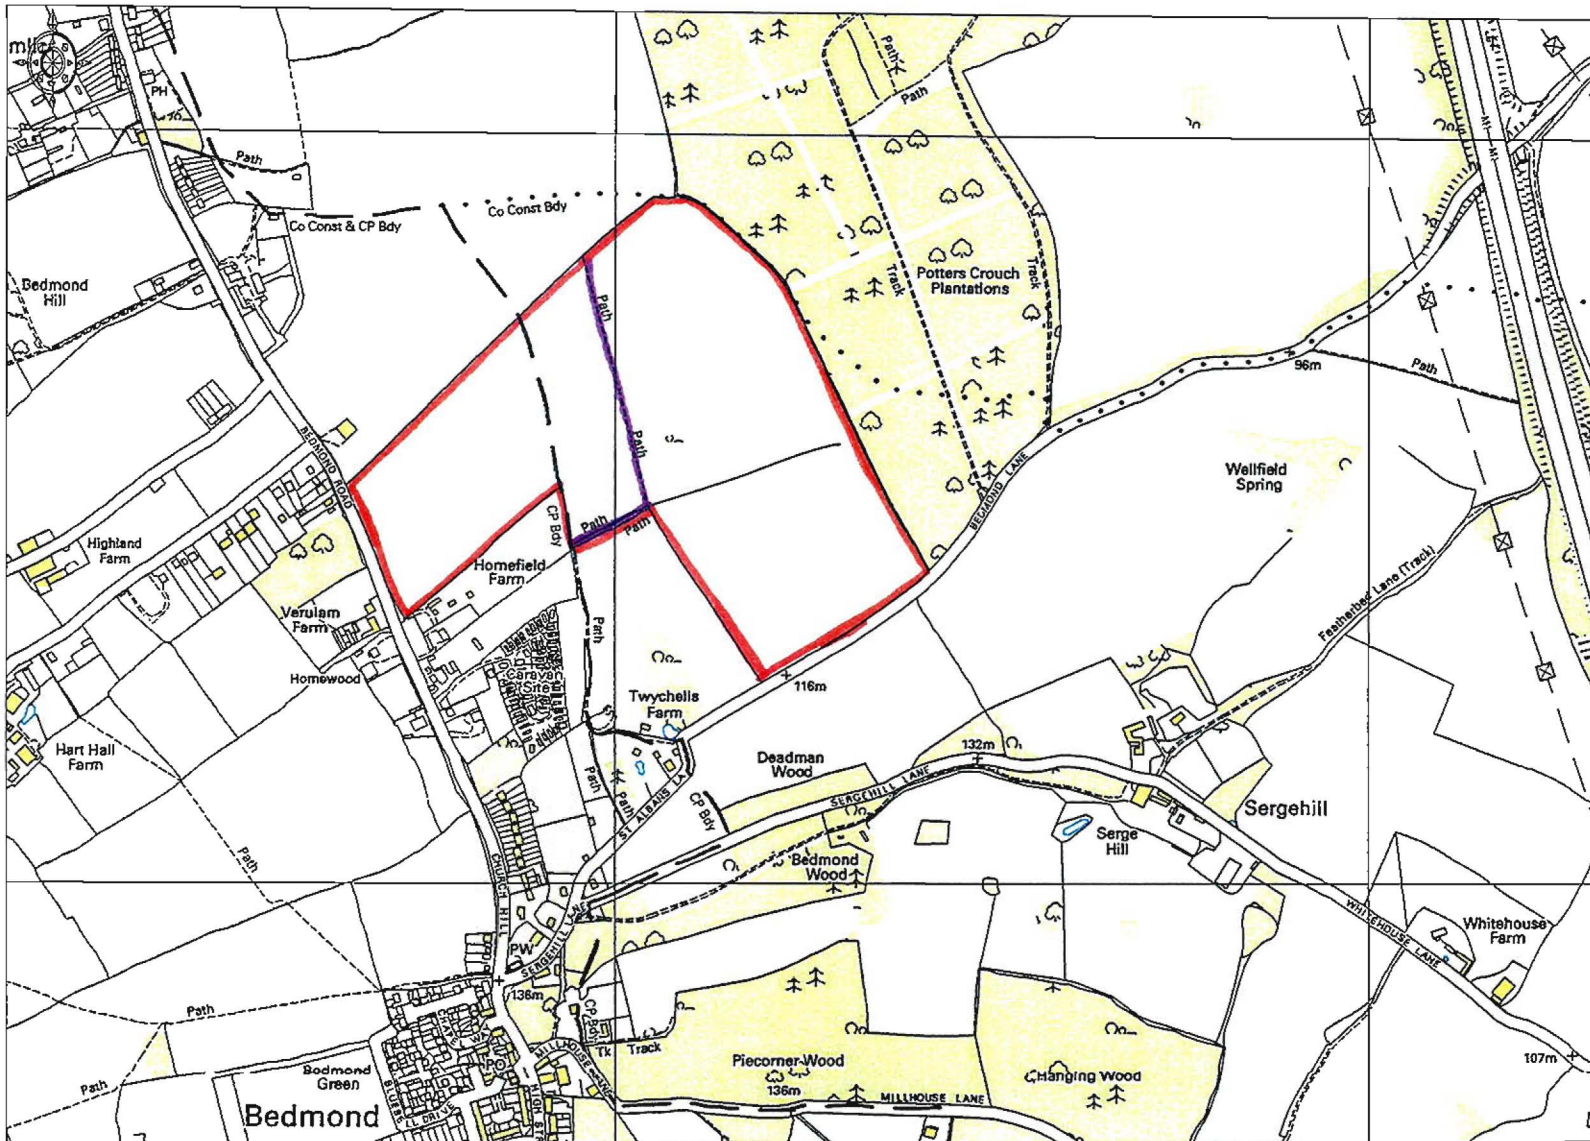 PH
Path
Path
Path
Co Const Bdy
Co Const & CP Bdy
Bedmond
Hill
Potters Crouch
Plantations
Track
Track
M1
M1
Path
Path
96m
Path
BEDMOND ROAD
BEDMOND LANE
Wellfield
Spring
Highland
Farm
CP Bdy
Path
Path
Homefield
Farm
Verulam
Farm
Featherbed Lane (Track)
Path
Homewood
Caravan
Site
116m
Twychells
Farm
Hart Hall
Farm
Deadman
Wood
132m
SERGEHILL LANE
Path
Path
ST ALBANS LA
CP Bdy
Sergehill
Serge
Hill
Path
CHURCH HILL
Bedmond
Wood
WHITEHOUSE LANE
Whitehouse
Farm
PW
SERGEHILL LANE
136m
Path
CP Bdy
Tk
Track
MILLHOUSE LANE
PO
Piecorner Wood
136m
Hanging Wood
107m
Path
Bedmond
Green
Bedmond
HIGH ST
MILLHOUSE LANE